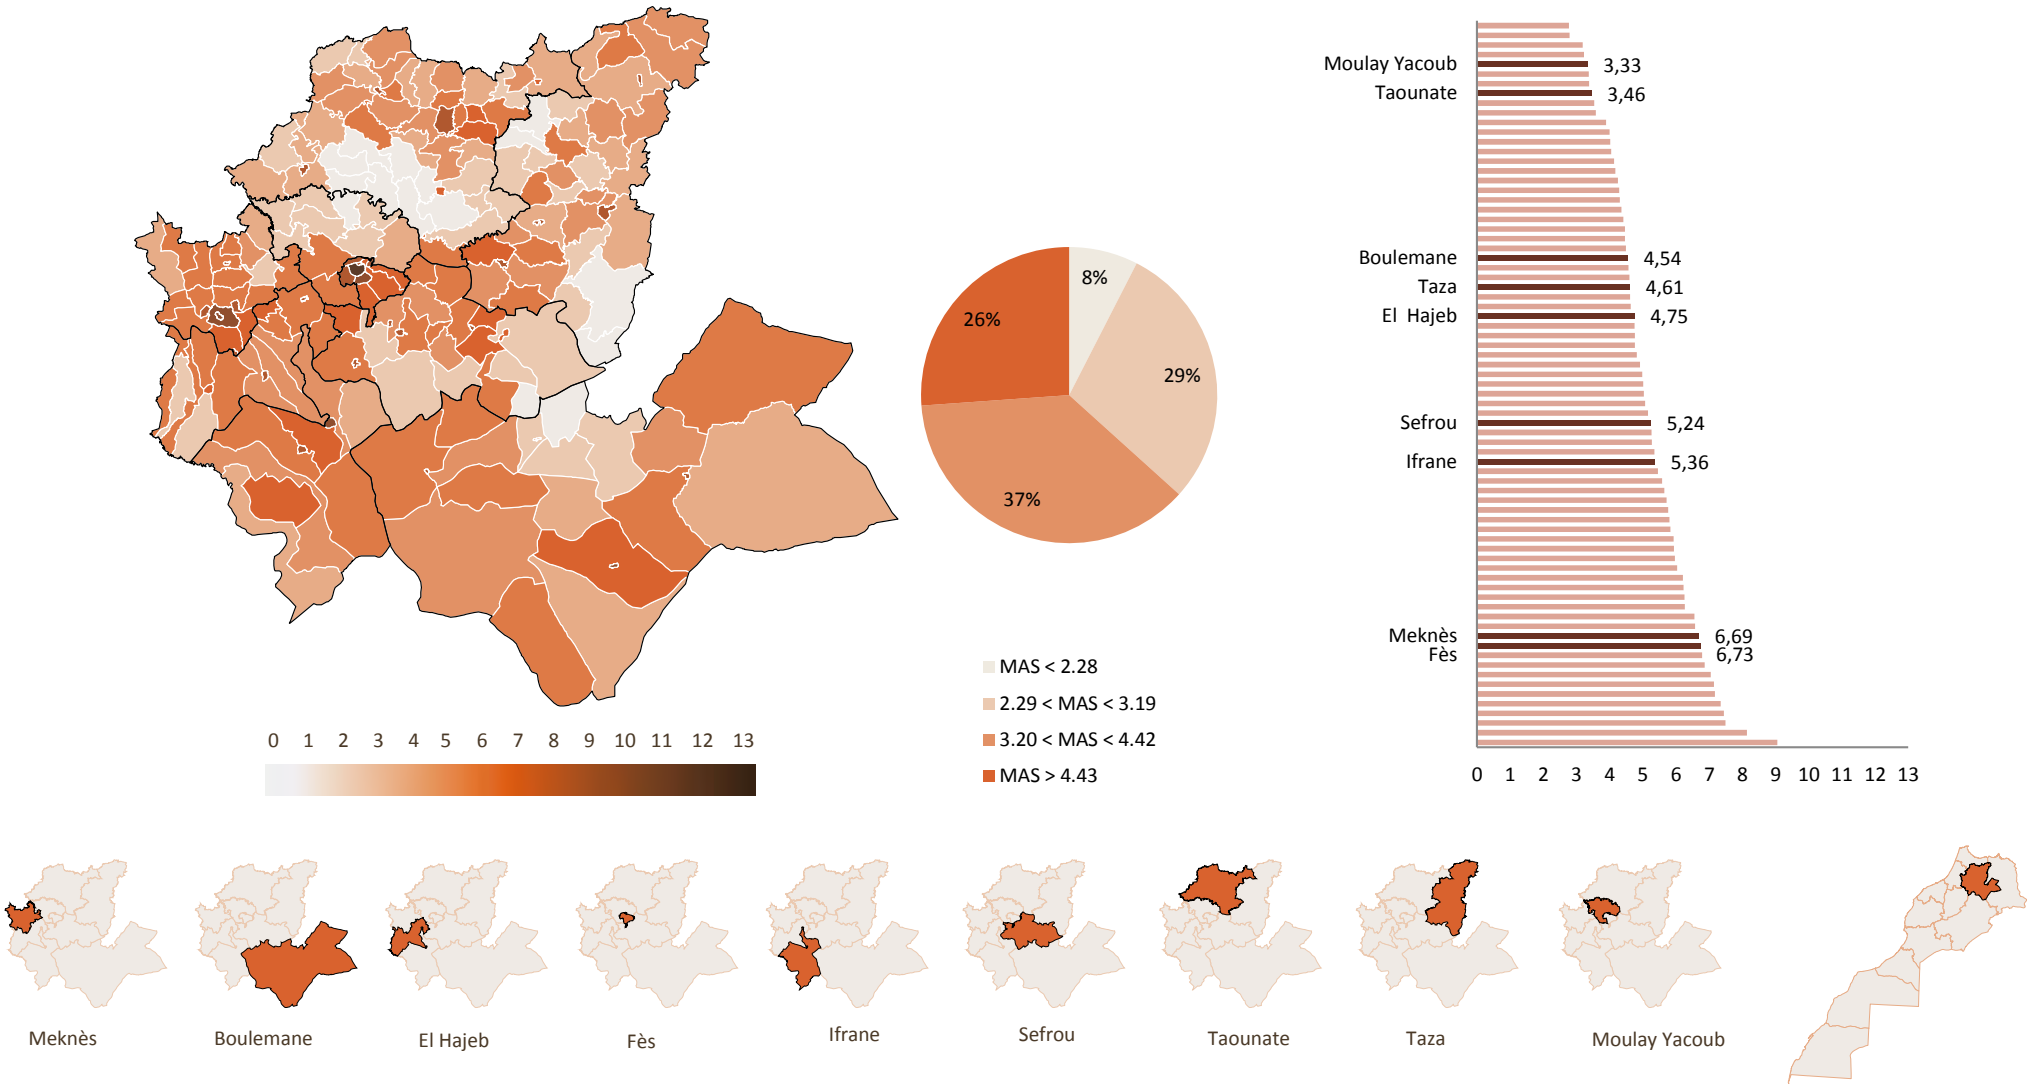 Moulay Yacoub 3,33
Taounate 3,46
Boulemane 4,54
Taza 4,61
El Hajeb 4,75
Sefrou 5,24
Ifrane 5,36
Meknès 6,69
Fès 6,73
0 1 2 3 4 5 6 7 8 9 10 11 12 13
8%
29%
37%
26%
MAS < 2.28
2.29 < MAS < 3.19
3.20 < MAS < 4.42
MAS > 4.43
0 1 2 3 4 5 6 7 8 9 10 11 12 13
Meknès
Boulemane
El Hajeb
Fès
Ifrane
Sefrou
Taounate
Taza
Moulay Yacoub